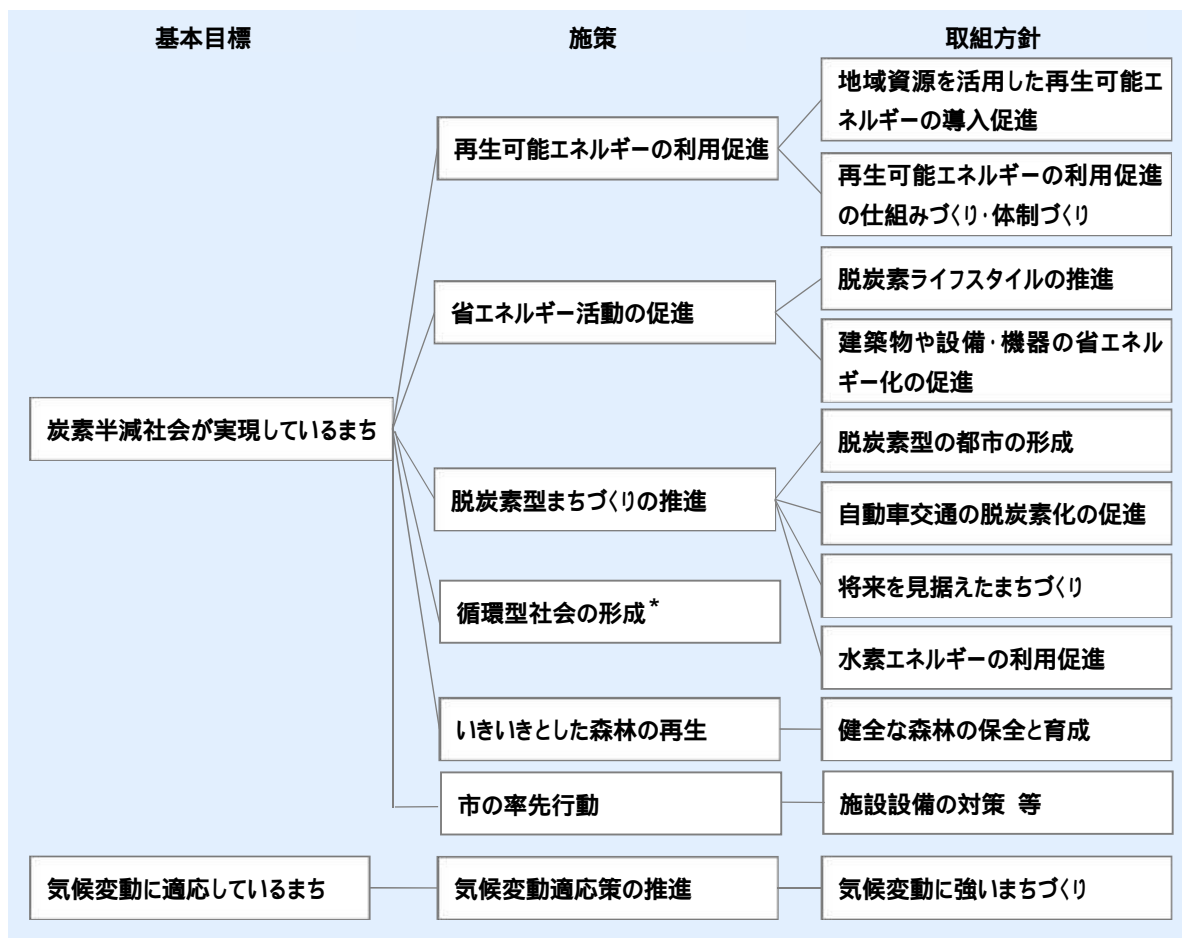 基本目標
施策
取組方針
地域資源を活用した再生可能エ
ネルギーの導入促進
再生可能エネルギーの利用促進
再生可能エネルギーの利用促進
の仕組みづくり・体制づくり
脱炭素ライフスタイルの推進
省エネルギー活動の促進
建築物や設備・機器の省エネル
ギー化の促進
炭素半減社会が実現しているまち
脱炭素型の都市の形成
脱炭素型まちづくりの推進
自動車交通の脱炭素化の促進
将来を見据えたまちづくり
循環型社会の形成*
水素エネルギーの利用促進
いきいきとした森林の再生
健全な森林の保全と育成
市の率先行動
施設設備の対策 等
気候変動に適応しているまち
気候変動適応策の推進
気候変動に強いまちづくり